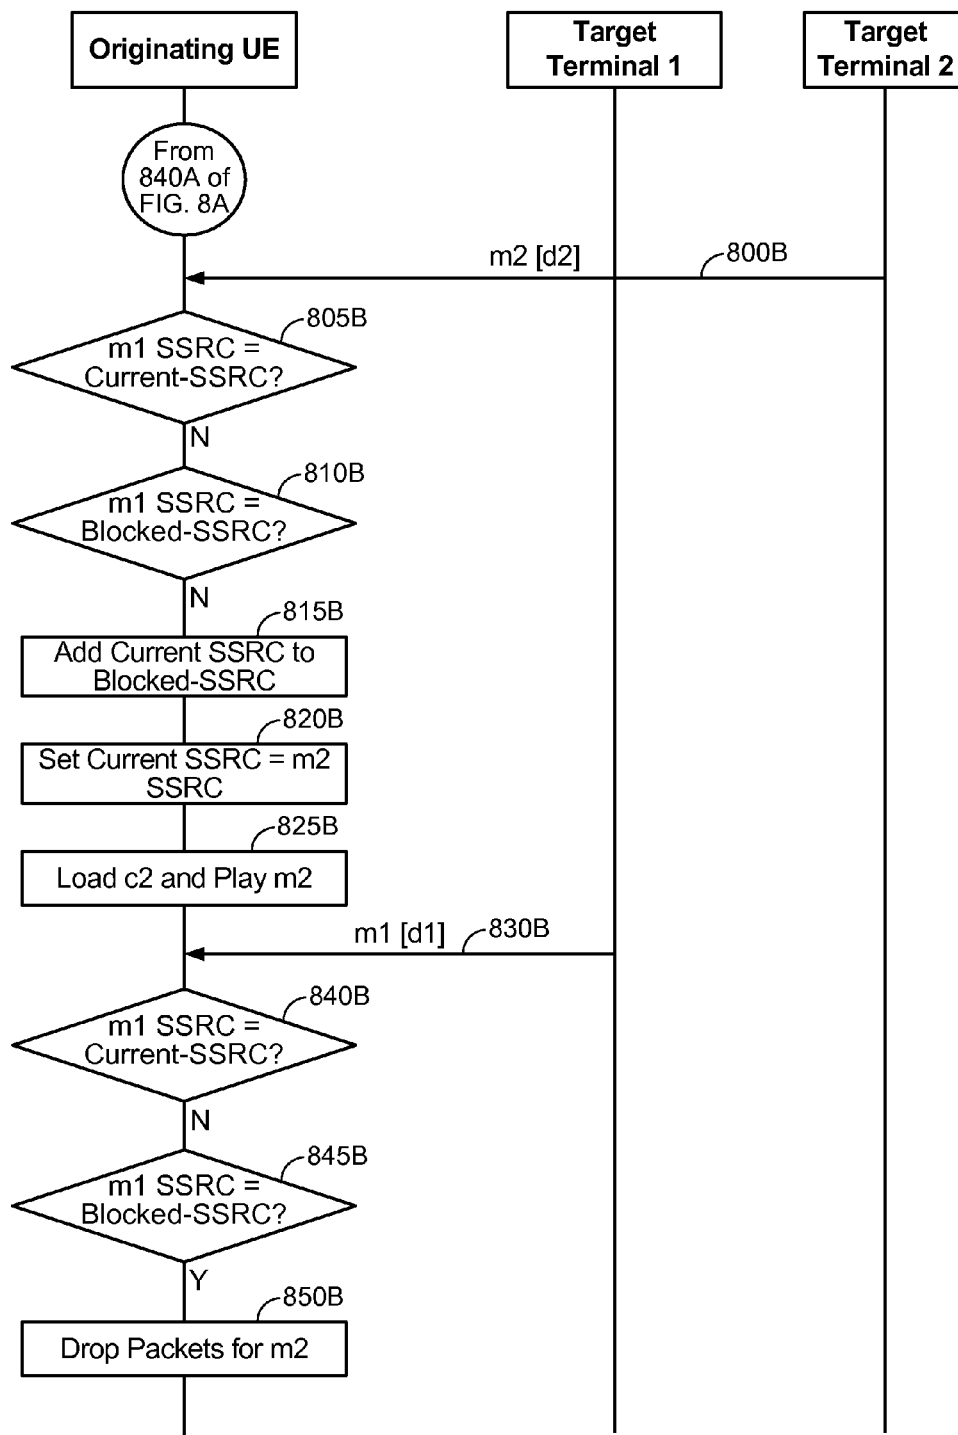 Originating UE
Target
Terminal 1
Target
Terminal 2
From
840A of
FIG. 8A
m2 [d2]
800B
805B
m1 SSRC =
Current-SSRC?
N
810B
m1 SSRC =
Blocked-SSRC?
N
815B
Add Current SSRC to
Blocked-SSRC
820B
Set Current SSRC = m2
SSRC
825B
Load c2 and Play m2
m1 [d1]
830B
840B
m1 SSRC =
Current-SSRC?
N
845B
m1 SSRC =
Blocked-SSRC?
Y
850B
Drop Packets for m2